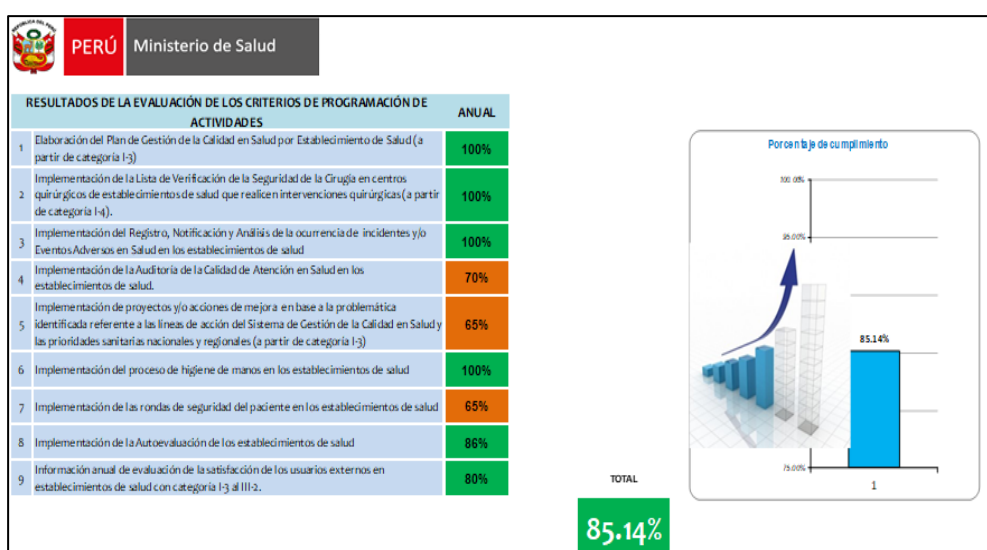 REPÚBLICA DEL PERÚ
PERÚ
Ministerio de Salud
RESULTADOS DE LA EVALUACIÓN DE LOS CRITERIOS DE PROGRAMACIÓN DE
ACTIVIDADES
ANUAL
1
Elaboración del Plan de Gestión de la Calidad en Salud por Establecimiento de Salud (a
partir de categoría I-3)
100%
2
Implementación de la Lista de Verificación de la Seguridad de la Cirugía en centros
quirúrgicos de establecimientos de salud que realicen intervenciones quirúrgicas (a partir
de categoría I-4).
100%
3
Implementación del Registro, Notificación y Análisis de la ocurrencia de incidentes y/o
Eventos Adversos en Salud en los establecimientos de salud
100%
4
Implementación de la Auditoría de la Calidad de Atención en Salud en los
establecimientos de salud.
70%
5
Implementación de proyectos y/o acciones de mejora en base a la problemática
identificada referente a las líneas de acción del Sistema de Gestión de la Calidad en Salud y
las prioridades sanitarias nacionales y regionales (a partir de categoría I-3)
65%
6
Implementación del proceso de higiene de manos en los establecimientos de salud
100%
7
Implementación de las rondas de seguridad del paciente en los establecimientos de salud
65%
8
Implementación de la Autoevaluación de los establecimientos de salud
86%
9
Información anual de evaluación de la satisfacción de los usuarios externos en
establecimientos de salud con categoría I-3 al III-2.
80%
TOTAL
85.14%
Porcentaje de cumplimiento
100.00%
95.00%
85.14%
75.00%
1